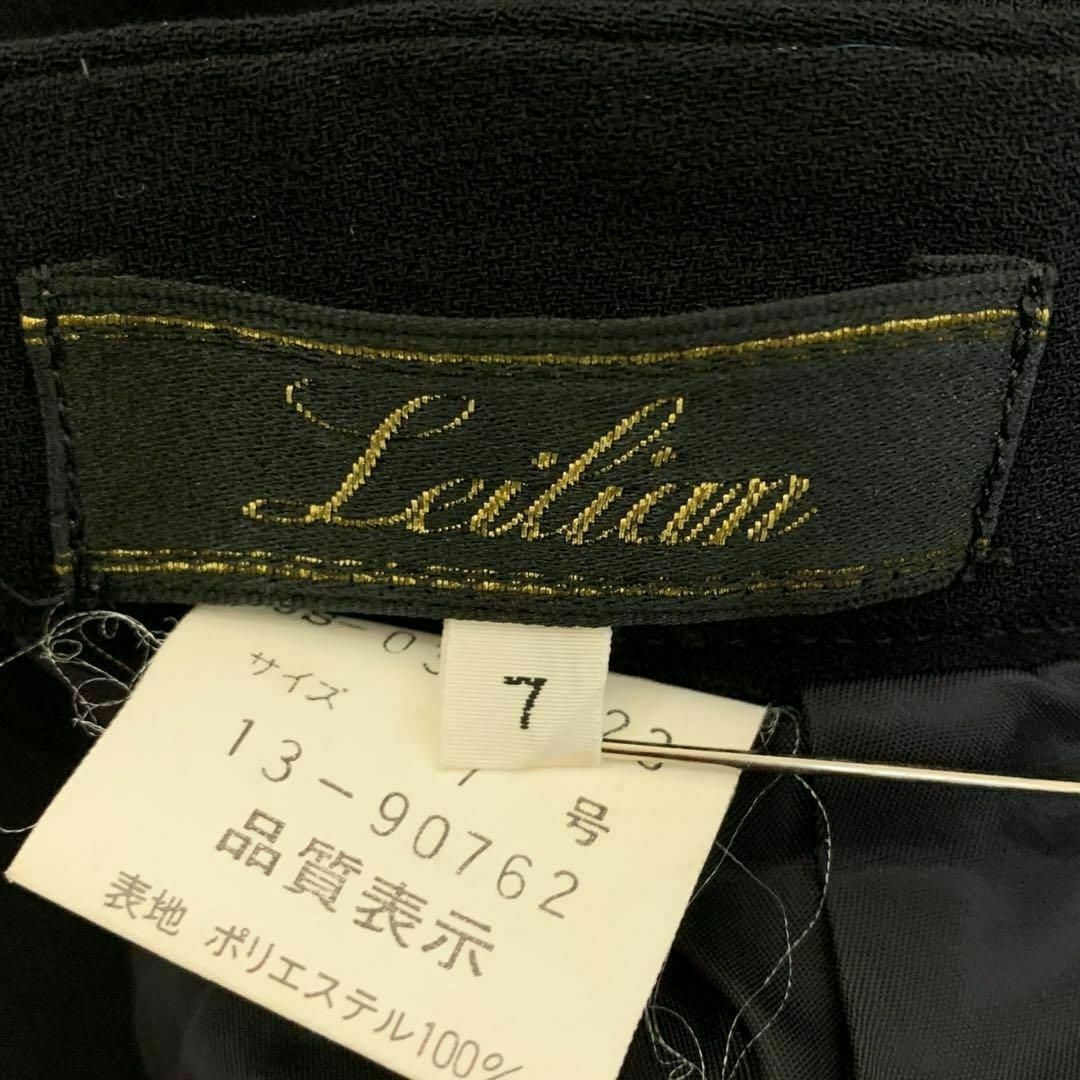 Leilian
7
サイズ
号
13-90762
品質表示
表地 ポリエステル100%